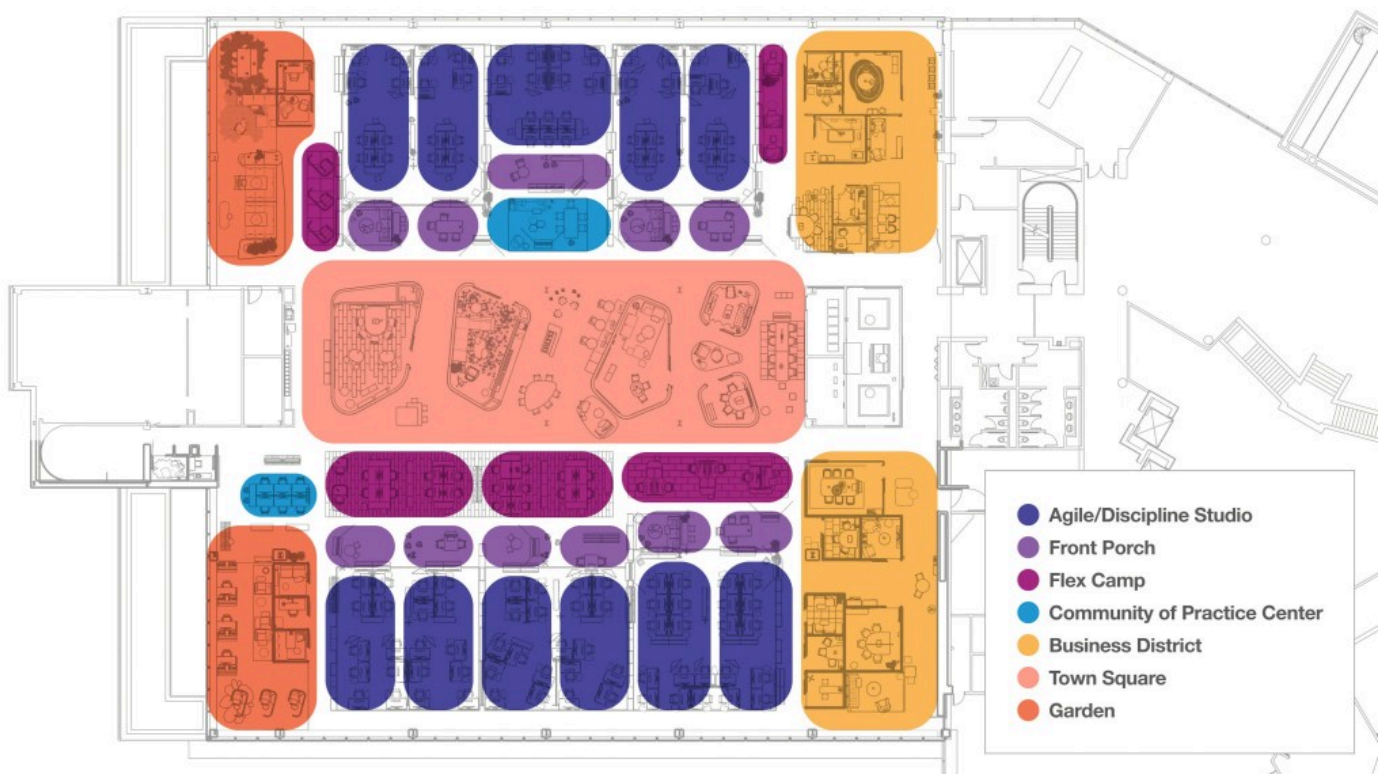 Agile/Discipline Studio
Front Porch
Flex Camp
Community of Practice Center
Business District
Town Square
Garden